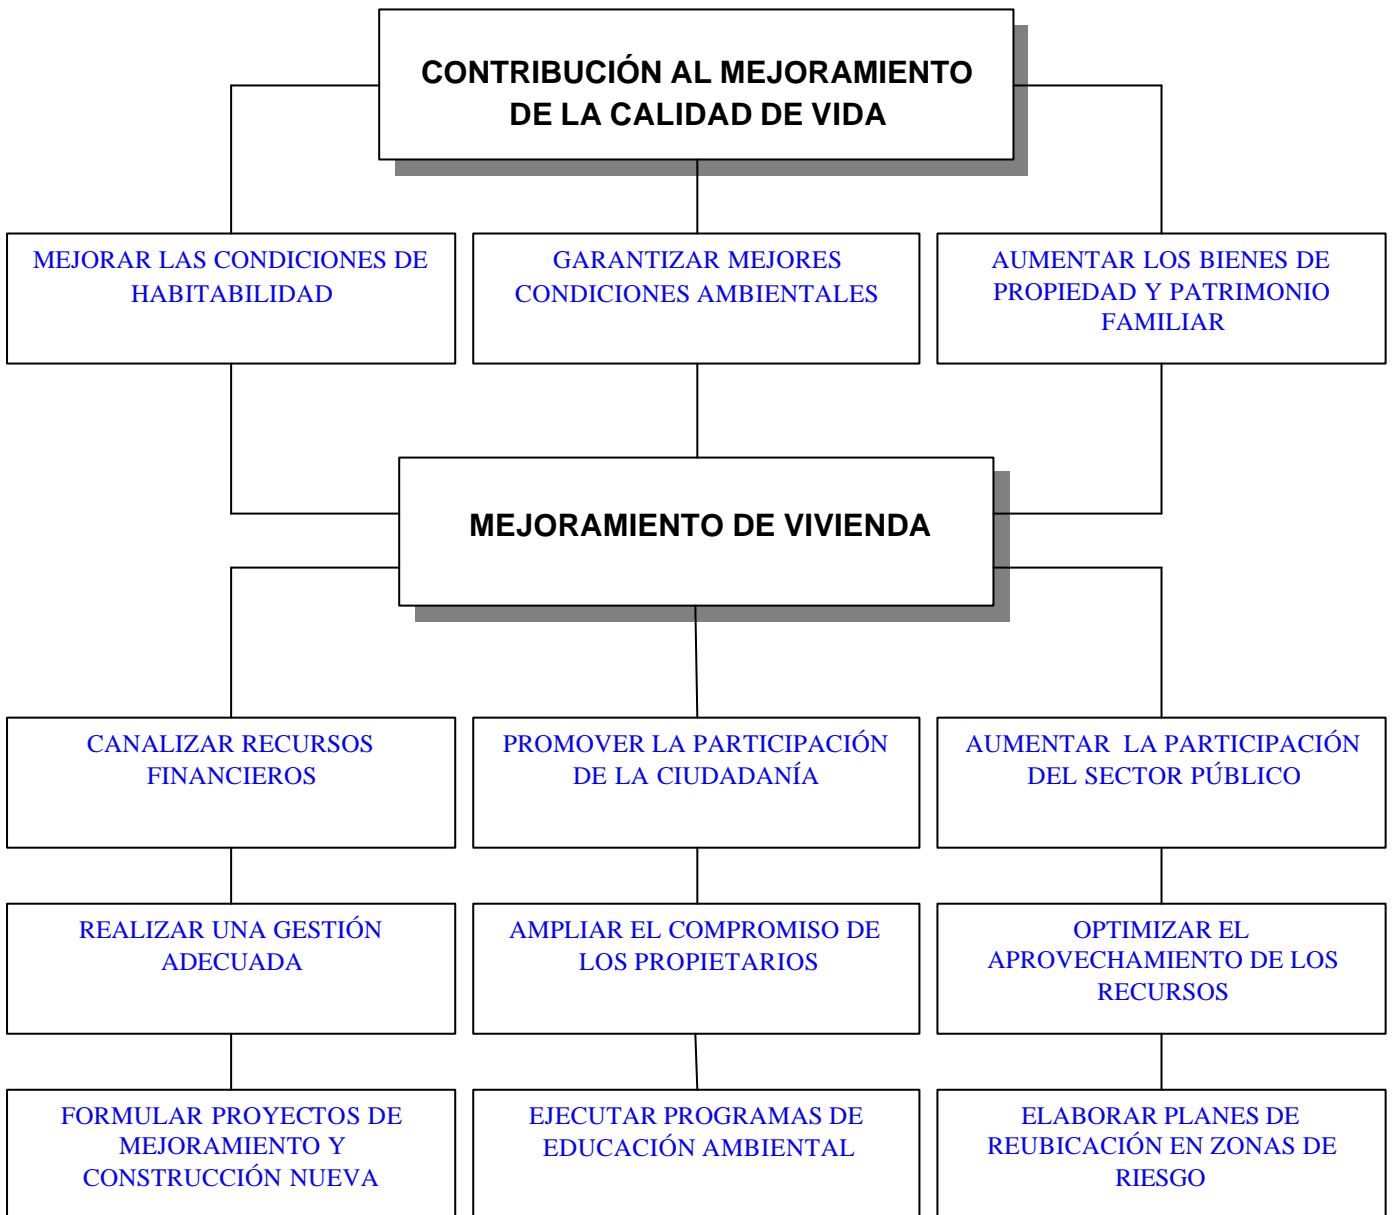 CONTRIBUCIÓN AL MEJORAMIENTO
DE LA CALIDAD DE VIDA
MEJORAR LAS CONDICIONES DE
HABITABILIDAD
GARANTIZAR MEJORES
CONDICIONES AMBIENTALES
AUMENTAR LOS BIENES DE
PROPIEDAD Y PATRIMONIO
FAMILIAR
MEJORAMIENTO DE VIVIENDA
CANALIZAR RECURSOS
FINANCIEROS
PROMOVER LA PARTICIPACIÓN
DE LA CIUDADANÍA
AUMENTAR  LA PARTICIPACIÓN
DEL SECTOR PÚBLICO
REALIZAR UNA GESTIÓN
ADECUADA
AMPLIAR EL COMPROMISO DE
LOS PROPIETARIOS
OPTIMIZAR EL
APROVECHAMIENTO DE LOS
RECURSOS
FORMULAR PROYECTOS DE
MEJORAMIENTO Y
CONSTRUCCIÓN NUEVA
EJECUTAR PROGRAMAS DE
EDUCACIÓN AMBIENTAL
ELABORAR PLANES DE
REUBICACIÓN EN ZONAS DE
RIESGO